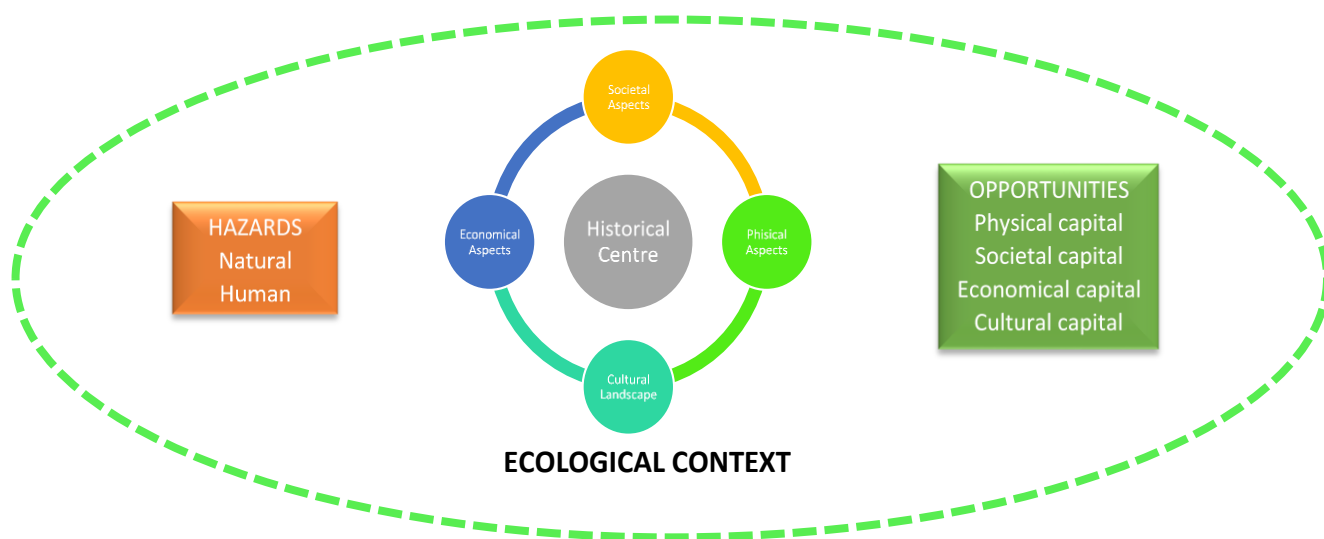 Societal
Aspects
HAZARDS
Natural
Human
Economical
Aspects
Historical
Centre
Phisical
Aspects
OPPORTUNITIES
Physical capital
Societal capital
Economical capital
Cultural capital
Cultural
Landscape
ECOLOGICAL CONTEXT